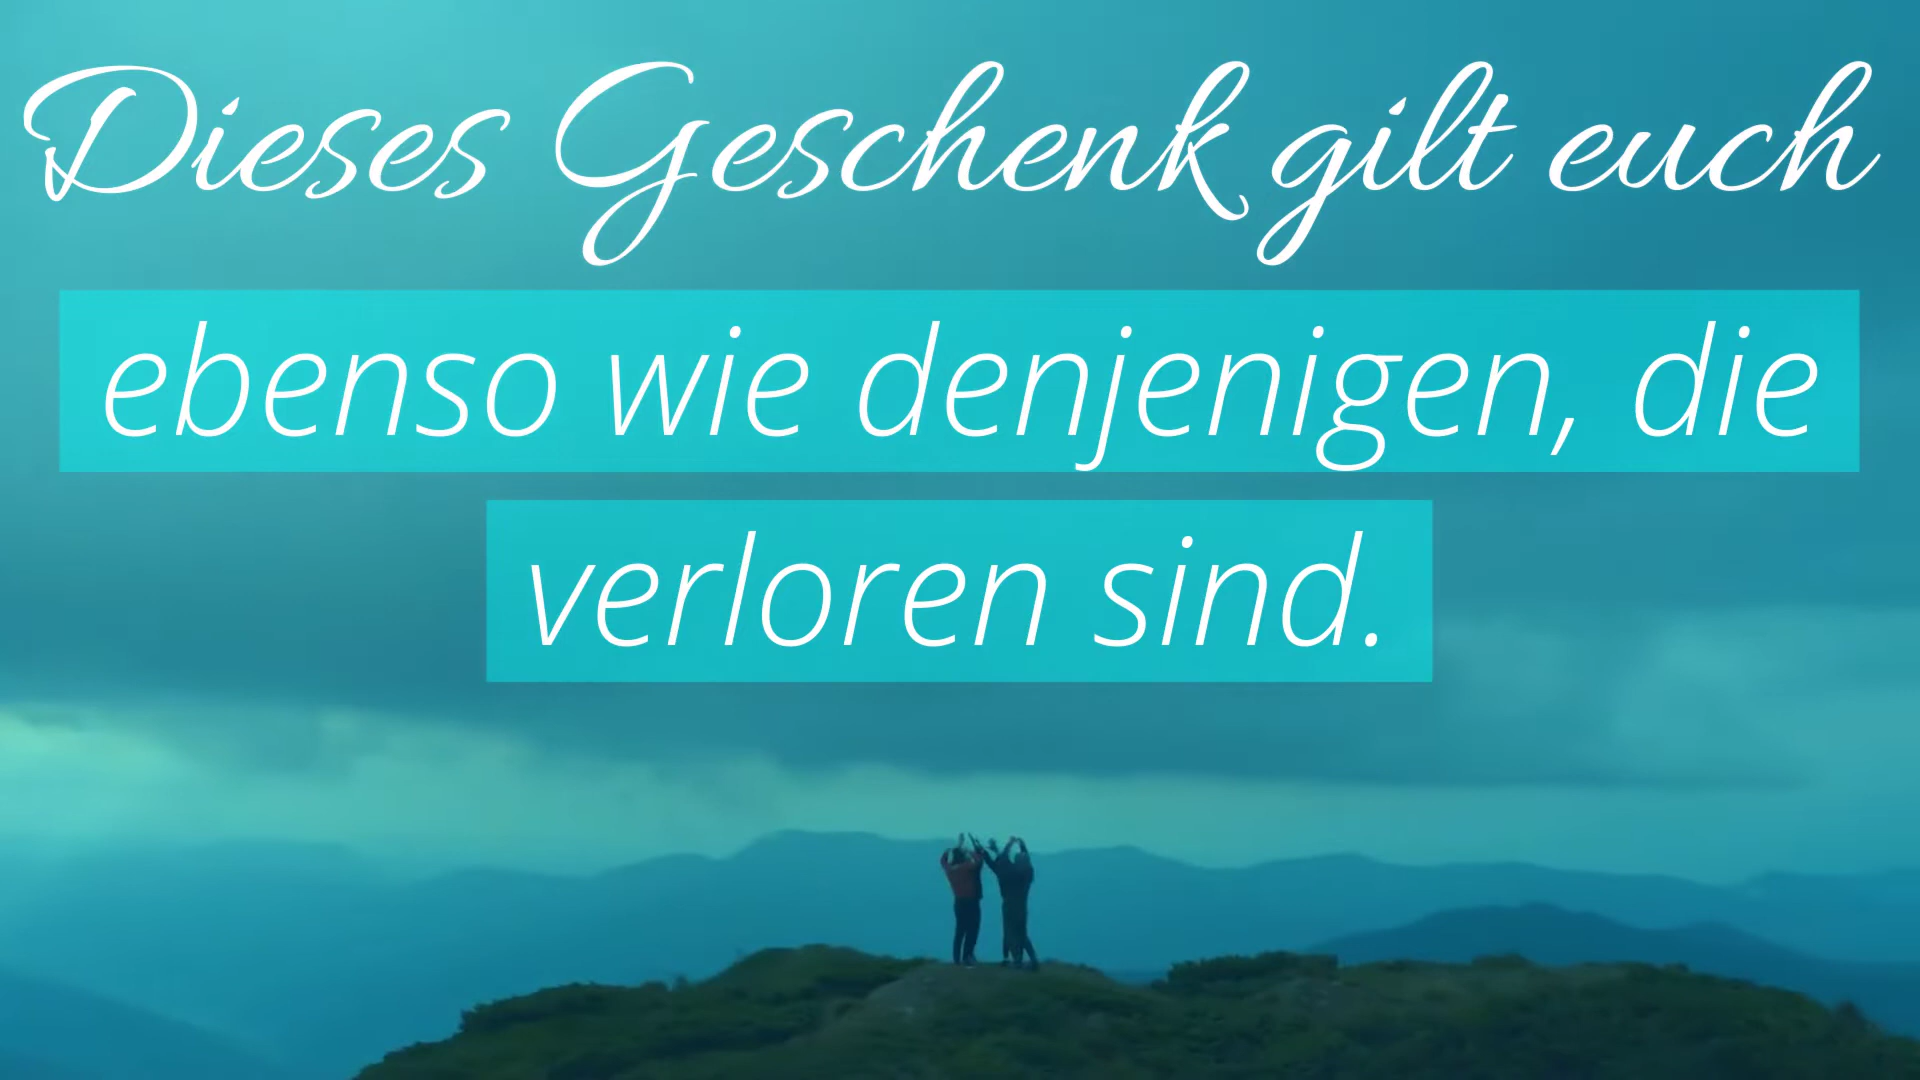 Dieses Geschenk gilt euch
ebenso wie denjenigen, die
verloren sind.